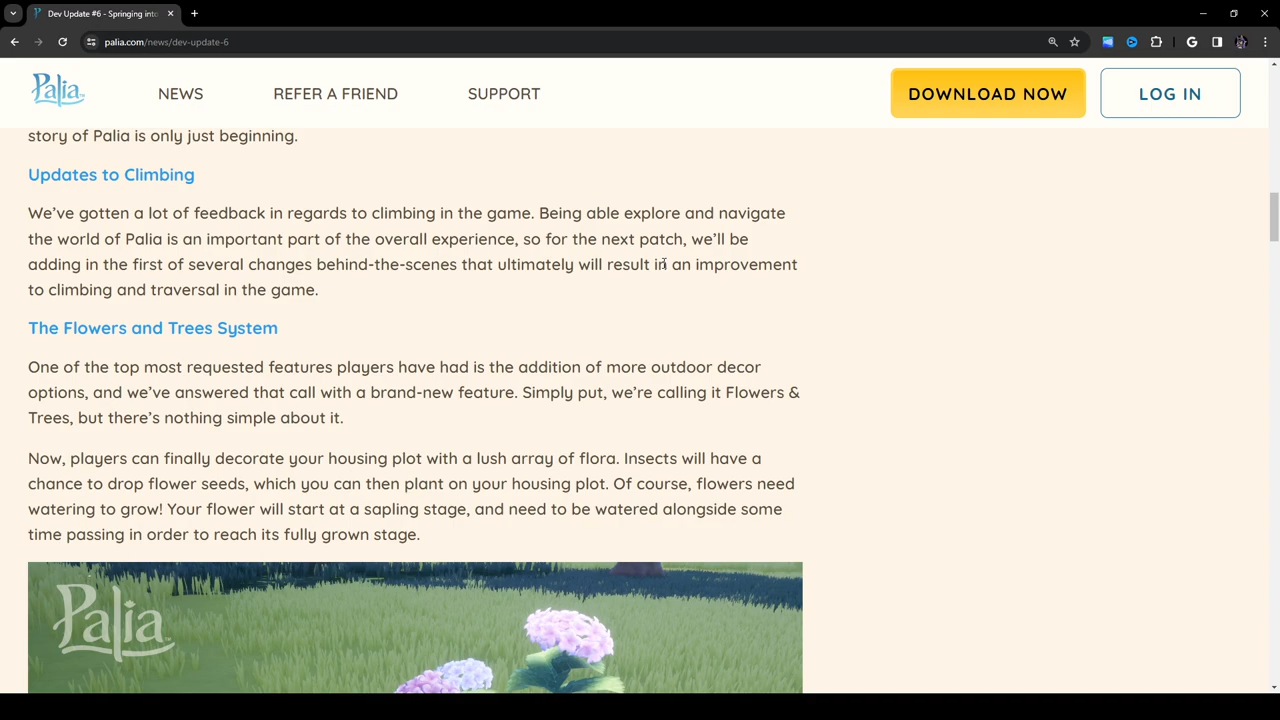 Dev Update #6 - Springing into
palia.com/news/dev-update-6
Palia
NEWS
REFER A FRIEND
SUPPORT
DOWNLOAD NOW
LOG IN
story of Palia is only just beginning.
Updates to Climbing
We’ve gotten a lot of feedback in regards to climbing in the game. Being able explore and navigate
the world of Palia is an important part of the overall experience, so for the next patch, we’ll be
adding in the first of several changes behind-the-scenes that ultimately will result in an improvement
to climbing and traversal in the game.
The Flowers and Trees System
One of the top most requested features players have had is the addition of more outdoor decor
options, and we’ve answered that call with a brand-new feature. Simply put, we’re calling it Flowers &
Trees, but there’s nothing simple about it.
Now, players can finally decorate your housing plot with a lush array of flora. Insects will have a
chance to drop flower seeds, which you can then plant on your housing plot. Of course, flowers need
watering to grow! Your flower will start at a sapling stage, and need to be watered alongside some
time passing in order to reach its fully grown stage.
Palia